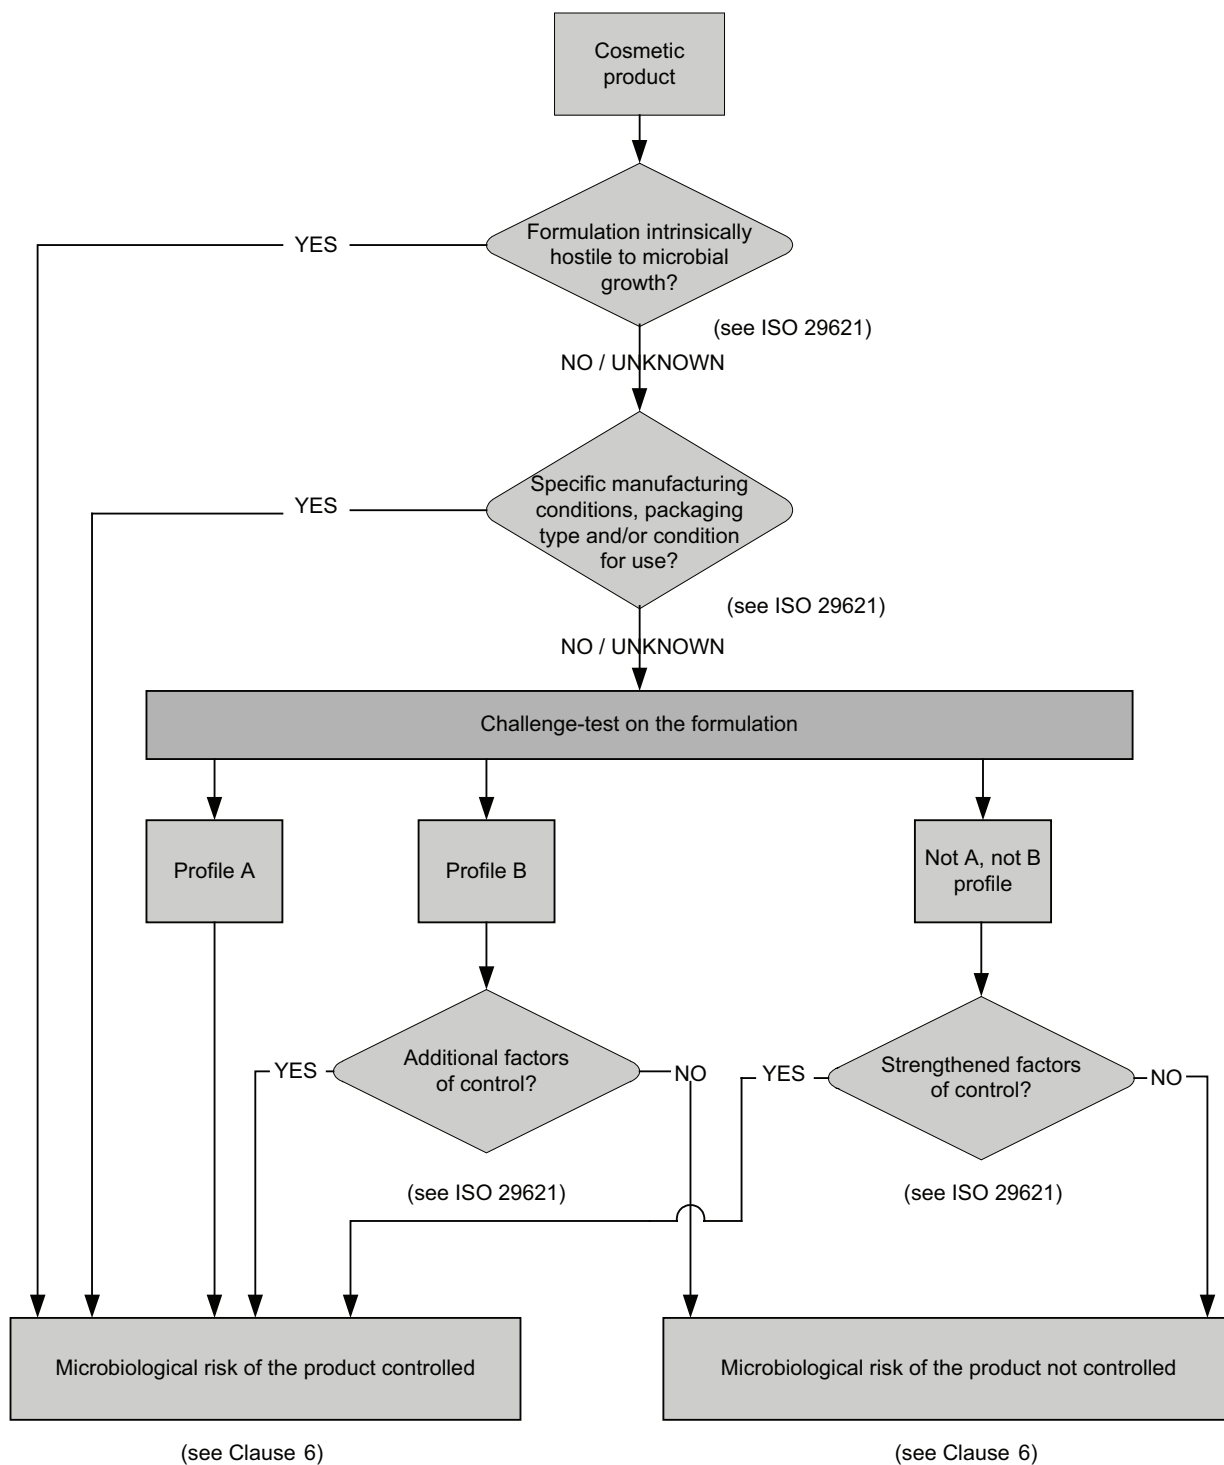 Cosmetic
product
Formulation intrinsically
hostile to microbial
growth?
YES
(see ISO 29621)
NO / UNKNOWN
Specific manufacturing
conditions, packaging
type and/or condition
for use?
YES
(see ISO 29621)
NO / UNKNOWN
Challenge-test on the formulation
Profile A
Profile B
Not A, not B
profile
Additional factors
of control?
YES
NO
(see ISO 29621)
Strengthened factors
of control?
YES
NO
(see ISO 29621)
Microbiological risk of the product controlled
Microbiological risk of the product not controlled
(see Clause 6)
(see Clause 6)